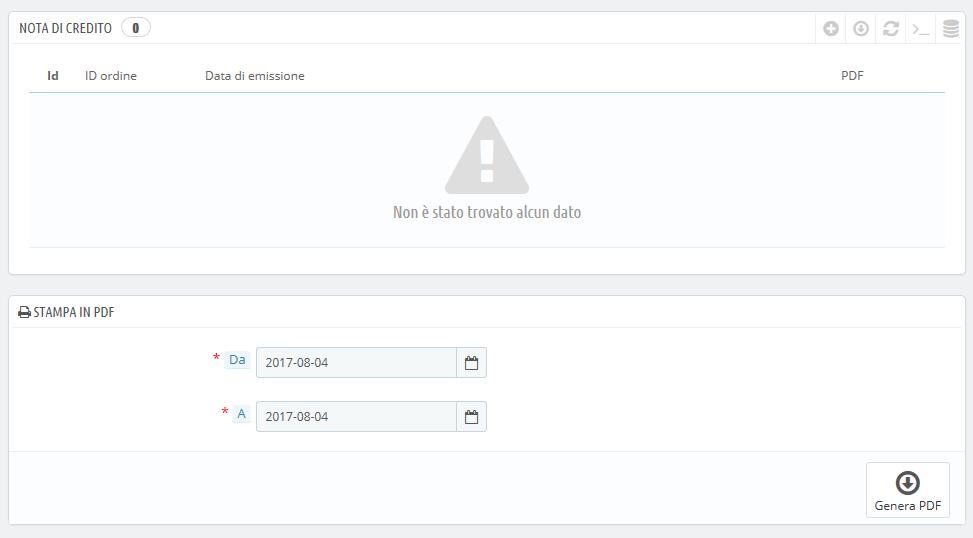 NOTA DI CREDITO 0
Id ID ordine Data di emissione PDF
Non è stato trovato alcun dato
STAMPA IN PDF
* Da 2017-08-04
* A 2017-08-04
Genera PDF